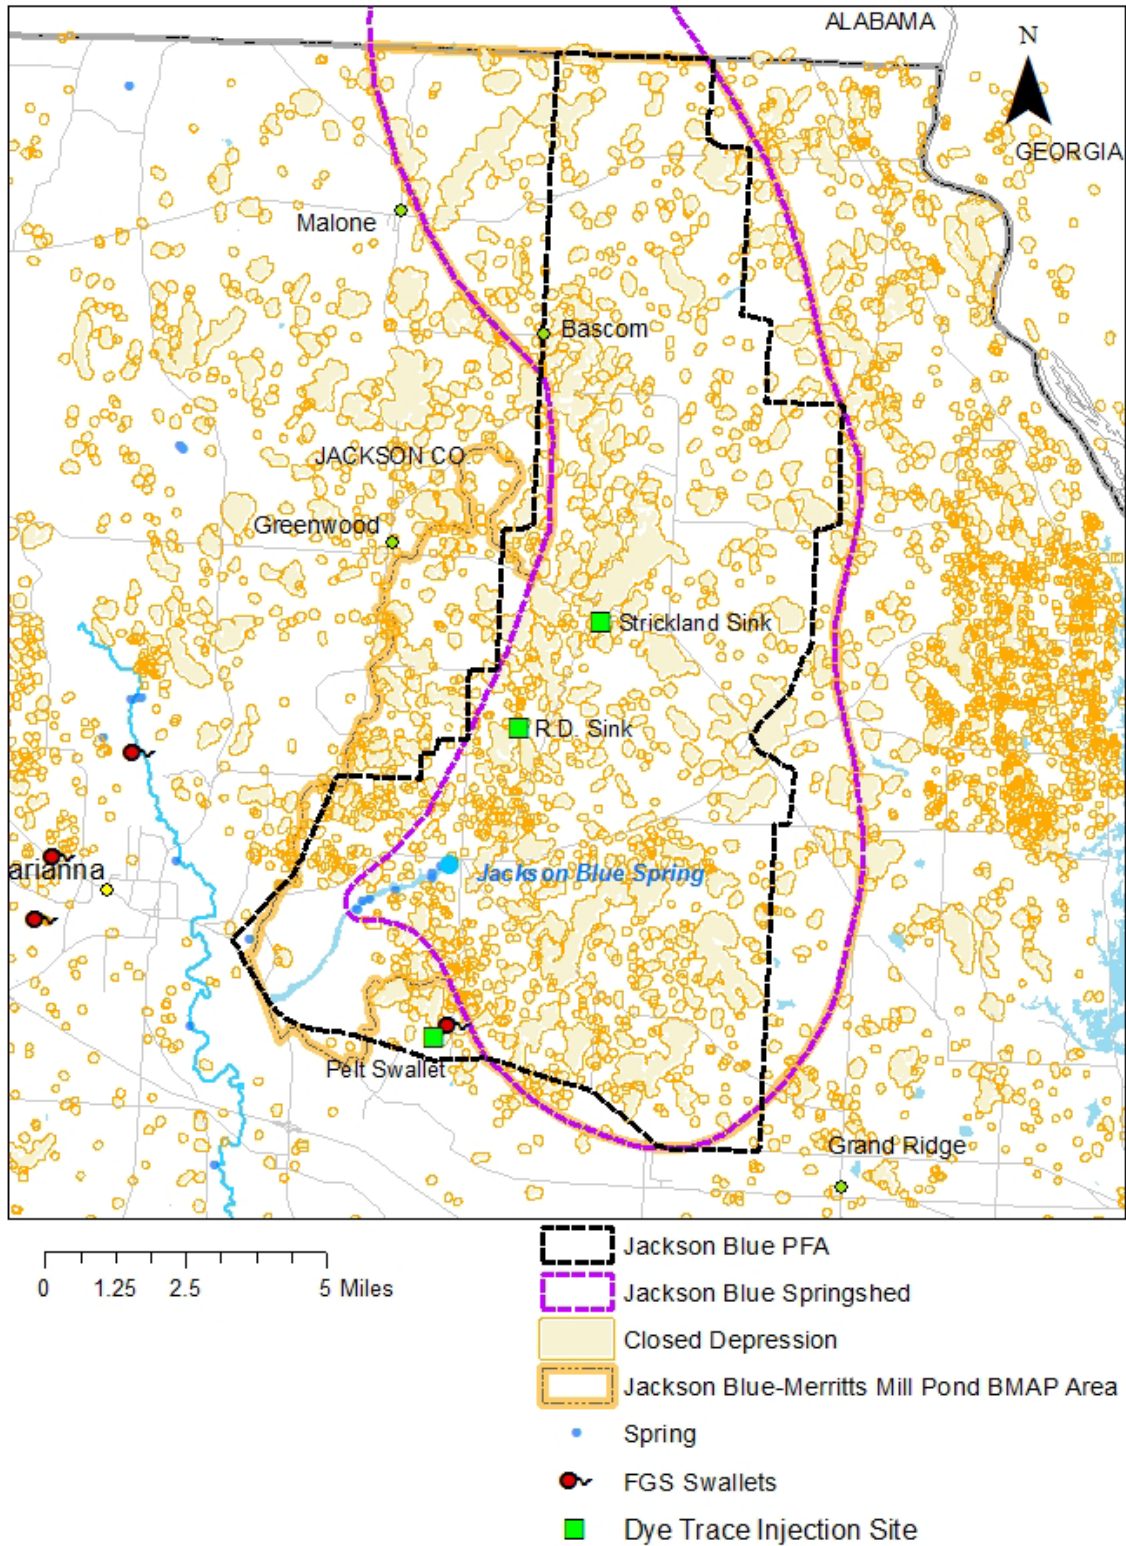 ALABAMA
N
GEORGIA
Malone
Bascom
JACKSON CO.
Greenwood
Strickland Sink
R.D. Sink
arianna
Jackson Blue Spring
Pelt Swallet
Grand Ridge
0 1.25 2.5 5 Miles
Jackson Blue PFA
Jackson Blue Springshed
Closed Depression
Jackson Blue-Merritts Mill Pond BMAP Area
Spring
FGS Swallets
Dye Trace Injection Site